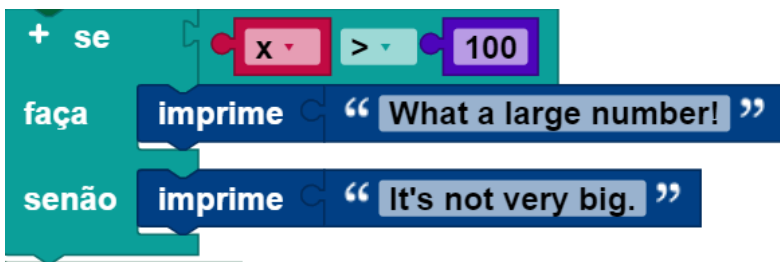 + se x > 100
faça imprime “ What a large number! ”
senão imprime “ It's not very big. ”